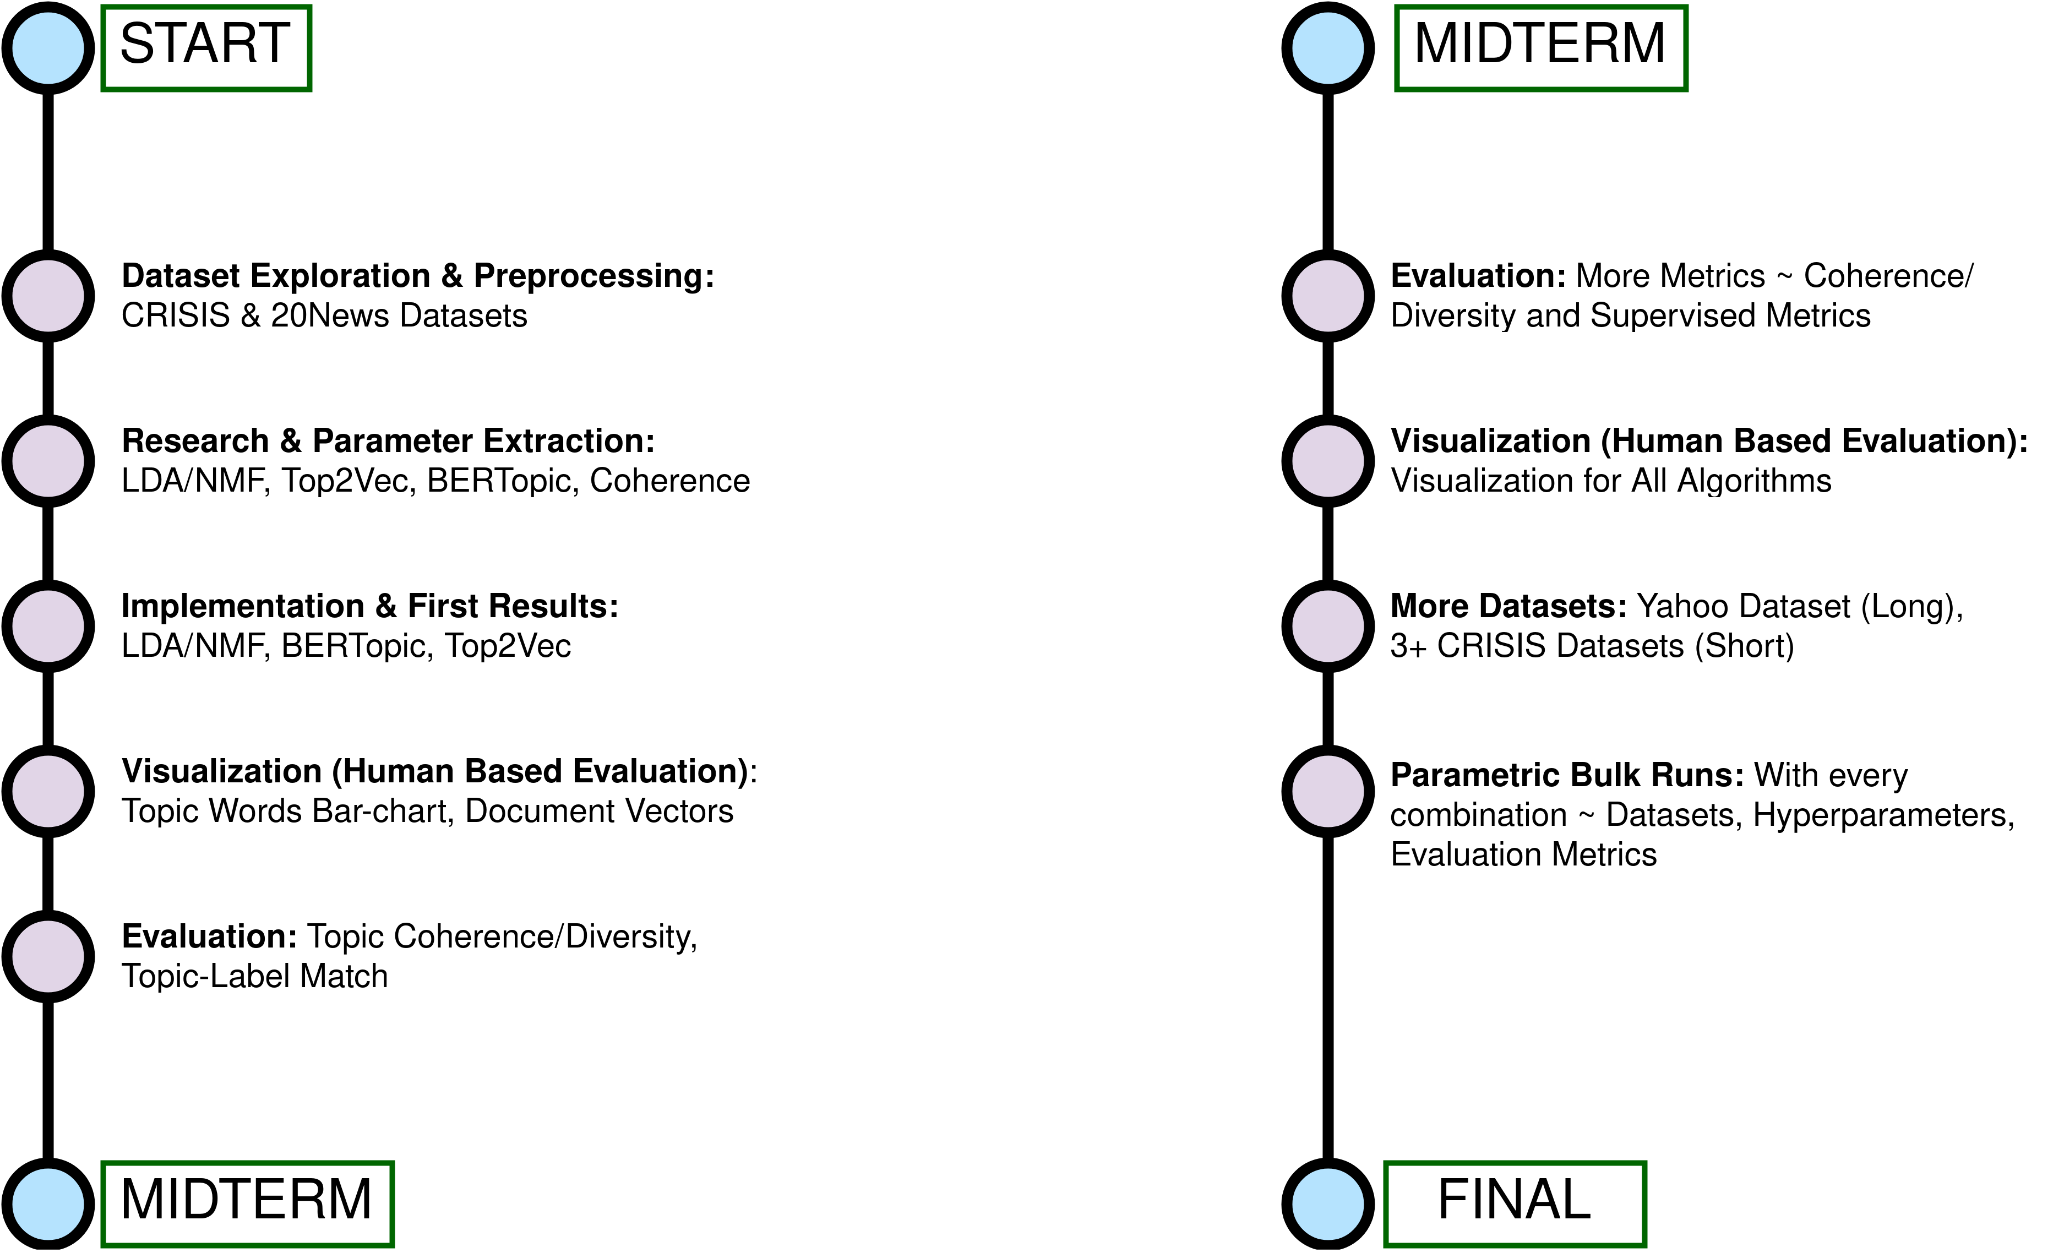 START
Dataset Exploration & Preprocessing:
CRISIS & 20News Datasets
Research & Parameter Extraction:
LDA/NMF, Top2Vec, BERTopic, Coherence
Implementation & First Results:
LDA/NMF, BERTopic, Top2Vec
Visualization (Human Based Evaluation):
Topic Words Bar-chart, Document Vectors
Evaluation: Topic Coherence/Diversity,
Topic-Label Match
MIDTERM
MIDTERM
Evaluation: More Metrics ~ Coherence/
Diversity and Supervised Metrics
Visualization (Human Based Evaluation):
Visualization for All Algorithms
More Datasets: Yahoo Dataset (Long),
3+ CRISIS Datasets (Short)
Parametric Bulk Runs: With every
combination ~ Datasets, Hyperparameters,
Evaluation Metrics
FINAL